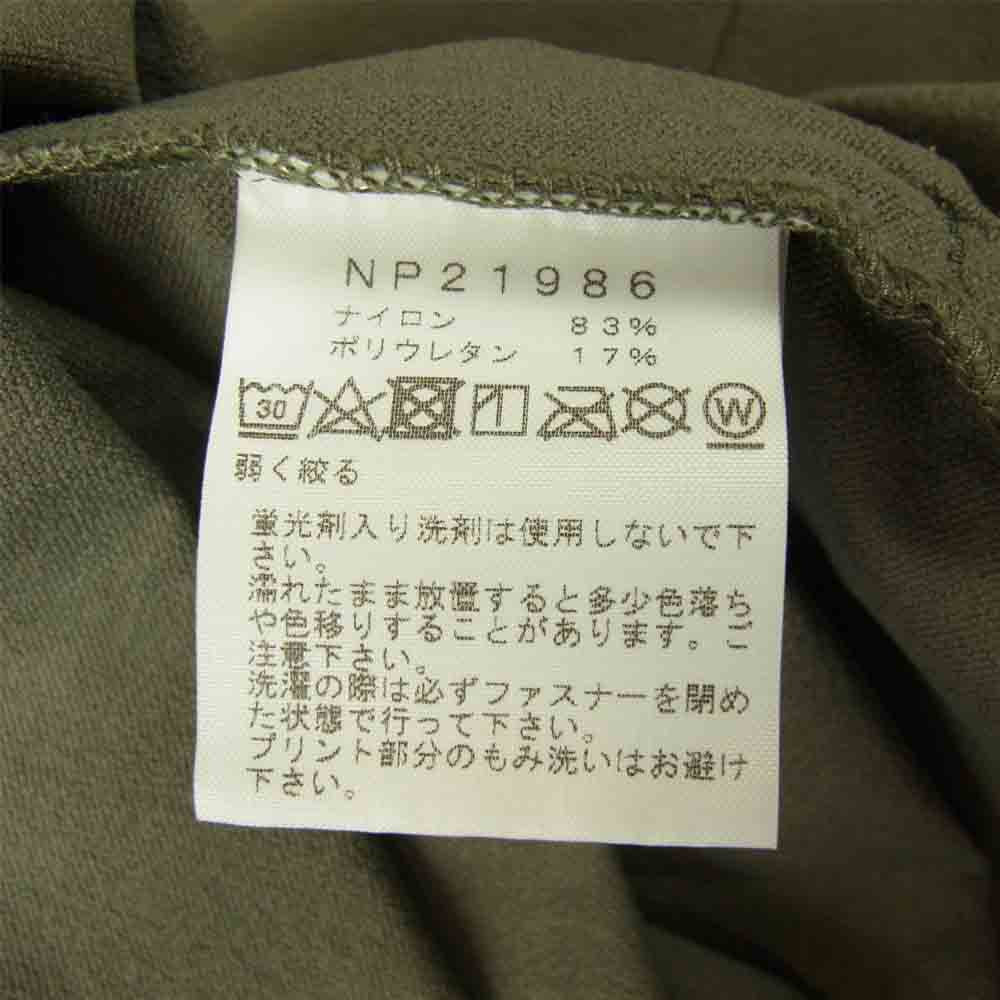 NP21986
ナイロン 83%
ポリウレタン 17%
30 W
弱く絞る
蛍光剤入り洗剤は使用しないで下
さい。
濡れたまま放置すると多少色落ち
や色移りすることがあります。ご
注意下さい。
洗濯の際は必ずファスナーを閉め
た状態で行って下さい。
プリント部分のもみ洗いはお避け
下さい。